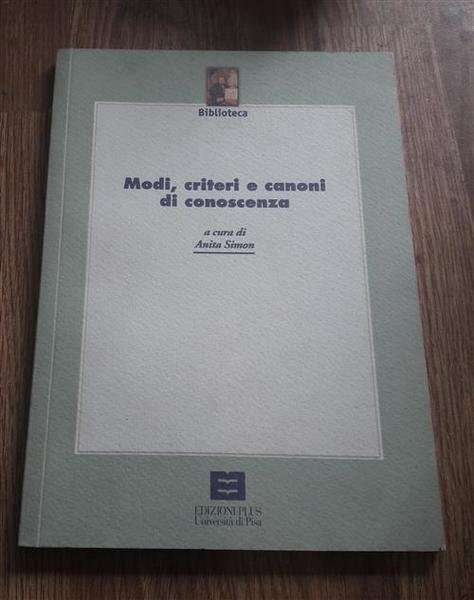 Biblioteca
Modi, criteri e canoni
di conoscenza
a cura di
Anita Simon
EDIZIONI PLUS
Università di Pisa